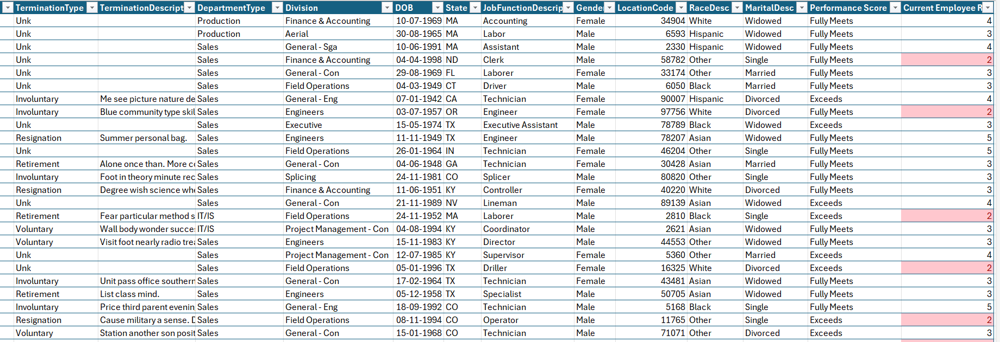 TerminationType TerminationDescript DepartmentType Division DOB State JobFunctionDescrip Gender LocationCode RaceDesc MaritalDesc Performance Score Current Employee R
Unk Production Finance & Accounting 10-07-1969 MA Accounting Female 34904 White Widowed Fully Meets 4
Unk Production Aerial 30-08-1965 MA Labor Male 6593 Hispanic Widowed Fully Meets 3
Unk Sales General - Sga 10-06-1991 MA Assistant Male 2330 Hispanic Widowed Fully Meets 4
Unk Sales Finance & Accounting 04-04-1998 ND Clerk Male 58782 Other Single Fully Meets 2
Unk Sales General - Con 29-08-1969 FL Laborer Female 33174 Other Married Fully Meets 3
Unk Sales Field Operations 04-03-1949 CT Driver Male 6050 Black Married Fully Meets 3
Involuntary Me see picture nature de Sales General - Eng 07-01-1942 CA Technician Female 90007 Hispanic Divorced Exceeds 4
Involuntary Blue community type skil Sales Engineers 03-07-1957 OR Engineer Female 97756 White Divorced Fully Meets 2
Unk Sales Executive 15-05-1974 TX Executive Assistant Male 78789 Black Widowed Exceeds 3
Resignation Summer personal bag. Sales Engineers 11-11-1949 TX Engineer Male 78207 Asian Widowed Fully Meets 5
Unk Sales Field Operations 26-01-1964 IN Technician Female 46204 Other Single Fully Meets 5
Retirement Alone once than. More co Sales General - Con 04-06-1948 GA Technician Female 30428 Asian Married Fully Meets 3
Involuntary Foot in theory minute rec Sales Splicing 24-11-1981 CO Splicer Male 80820 Other Single Fully Meets 3
Resignation Degree wish science whe Sales Finance & Accounting 11-06-1951 KY Controller Female 40220 White Divorced Fully Meets 3
Unk Sales General - Con 21-11-1989 NV Lineman Male 89139 Asian Widowed Exceeds 4
Retirement Fear particular method s IT/IS Field Operations 24-11-1952 MA Laborer Male 2810 Black Single Exceeds 2
Voluntary Wall body wonder succe IT/IS Project Management - Con 04-08-1994 KY Coordinator Male 2621 Asian Widowed Fully Meets 3
Voluntary Visit foot nearly radio trea Sales Engineers 15-11-1983 KY Director Male 44553 Other Widowed Fully Meets 3
Unk Sales Project Management - Con 12-07-1985 KY Supervisor Female 5360 Other Married Exceeds 4
Unk Sales Field Operations 05-01-1996 TX Driller Female 16325 White Divorced Exceeds 2
Involuntary Unit pass office southern Sales General - Con 17-02-1964 TX Technician Female 43481 Asian Widowed Fully Meets 3
Retirement List class mind. Sales Engineers 05-12-1958 TX Specialist Male 50705 Asian Widowed Fully Meets 3
Involuntary Price third parent evenin Sales General - Eng 18-09-1992 CO Technician Male 5168 Black Single Fully Meets 5
Resignation Cause military a sense. D Sales Field Operations 08-11-1994 CO Operator Male 11765 Other Single Exceeds 2
Voluntary Station another son posit Sales General - Con 15-01-1968 CO Technician Male 71071 Other Divorced Exceeds 3